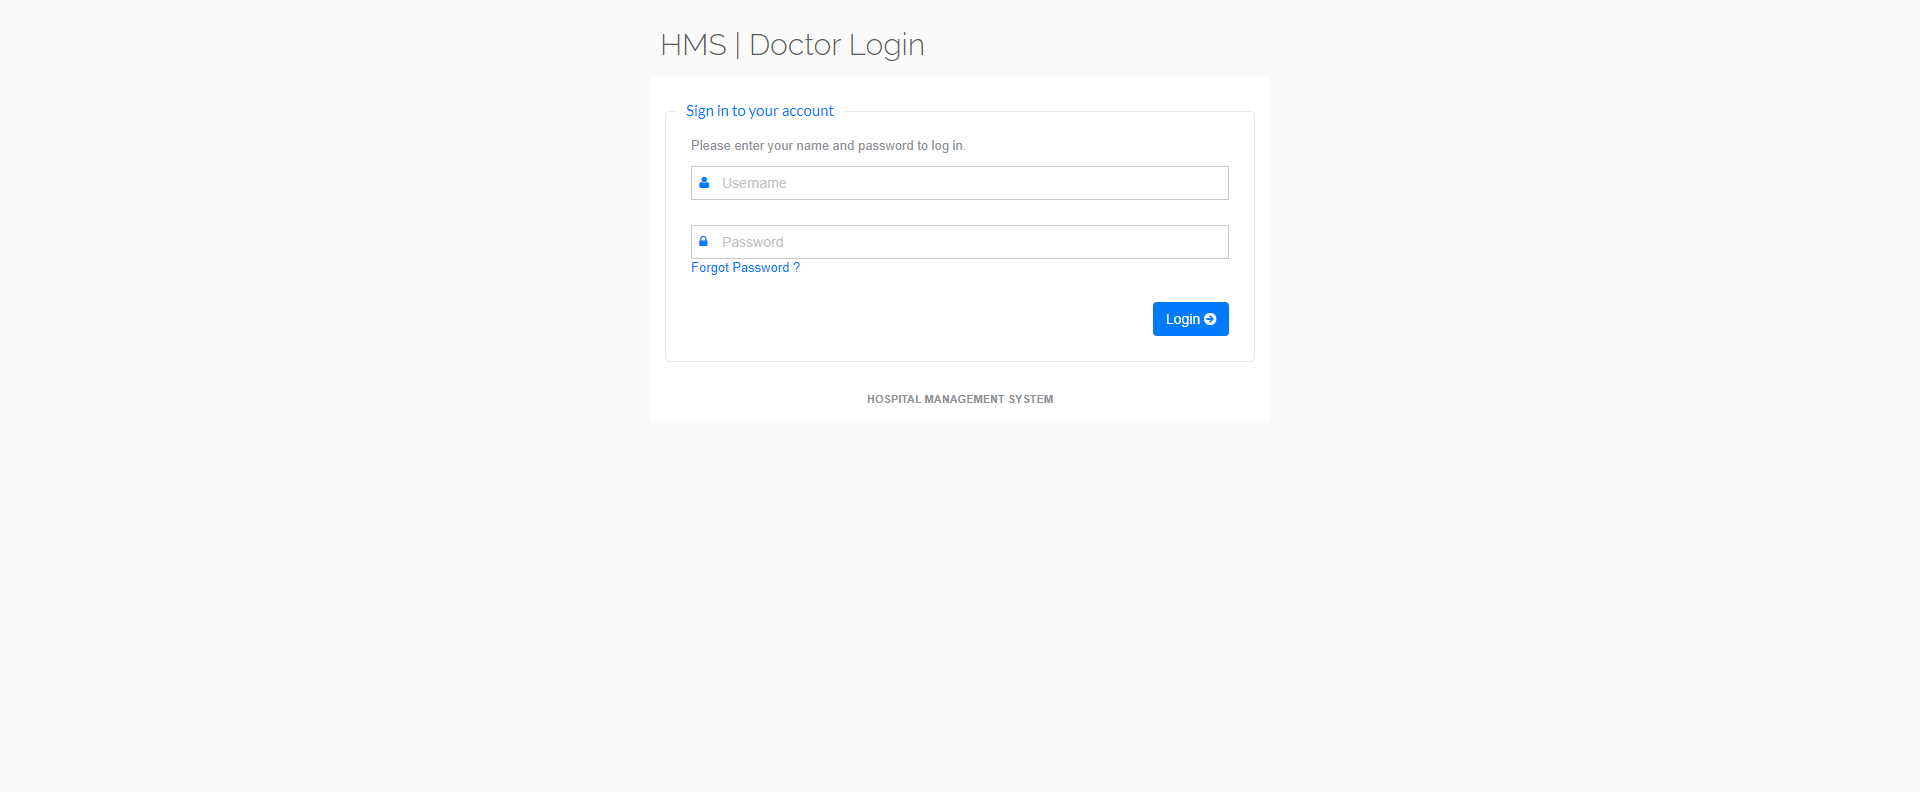 HMS | Doctor Login
Sign in to your account
Please enter your name and password to log in.
Username
Password
Forgot Password ?
Login
HOSPITAL MANAGEMENT SYSTEM